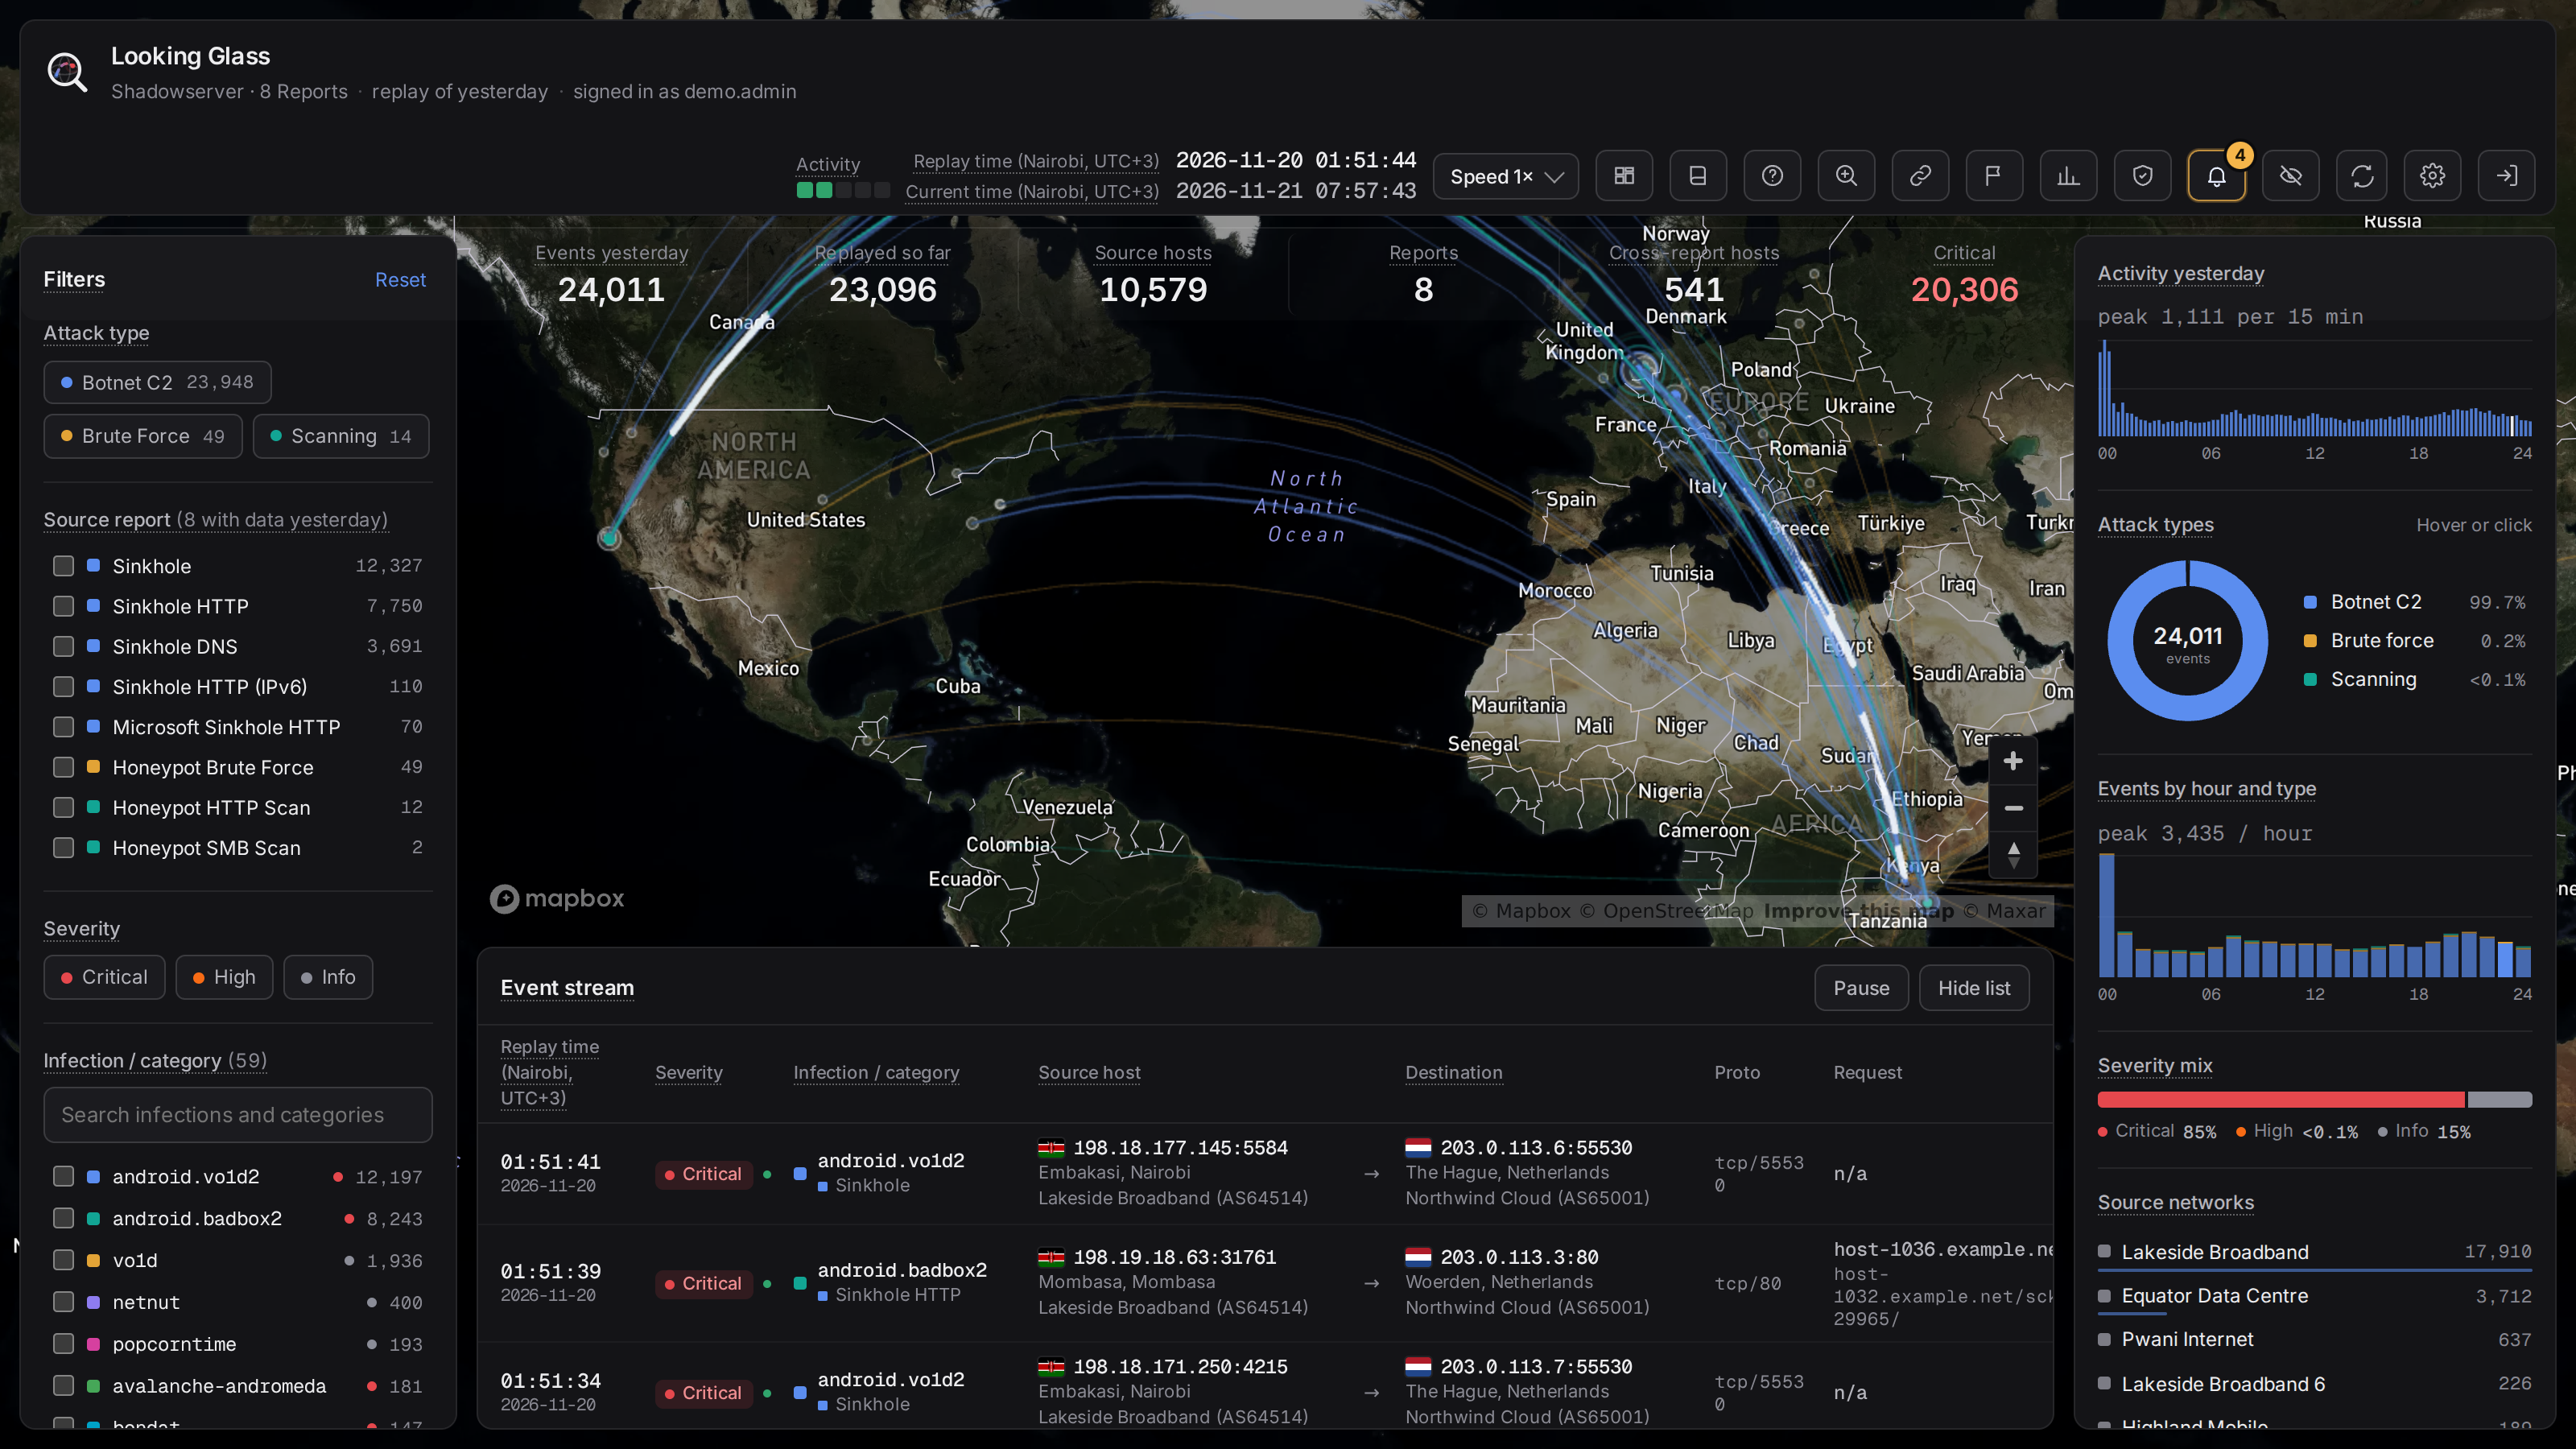 Looking Glass
Shadowserver · 8 Reports · replay of yesterday · signed in as demo.admin
Activity
Replay time (Nairobi, UTC+3) 2026-11-20 01:51:44
Current time (Nairobi, UTC+3) 2026-11-21 07:57:43
Speed 1×
4
Filters
Reset
Attack type
Botnet C2 23,948
Brute Force 49
Scanning 14
Source report (8 with data yesterday)
Sinkhole 12,327
Sinkhole HTTP 7,750
Sinkhole DNS 3,691
Sinkhole HTTP (IPv6) 110
Microsoft Sinkhole HTTP 70
Honeypot Brute Force 49
Honeypot HTTP Scan 12
Honeypot SMB Scan 2
Severity
Critical
High
Info
Infection / category (59)
Search infections and categories
android.vo1d2 12,197
android.badbox2 8,243
vo1d 1,936
netnut 400
popcorntime 193
avalanche-andromeda 181
Events yesterday
24,011
Replayed so far
23,096
Source hosts
10,579
Reports
8
Cross-report hosts
541
Critical
20,306
Russia
Norway
Canada
Denmark
United
Kingdom
Poland
EUROPE
Ukraine
France
NORTH
AMERICA
Romania
North
Atlantic
Ocean
Italy
Spain
United States
Greece
Türkiye
Tunisia
Morocco
Iraq
Iran
Algeria
Libya
Egypt
Mexico
Cuba
Saudi Arabia
Mauritania
Mali
Niger
Senegal
Chad
Sudan
Nigeria
Ethiopia
Venezuela
Cameroon
AFRICA
Colombia
Kenya
Ecuador
Tanzania
mapbox
© Mapbox © OpenStreetMap Improve this map © Maxar
Event stream
Pause
Hide list
Replay time
(Nairobi,
UTC+3)
Severity
Infection / category
Source host
Destination
Proto
Request
01:51:41
2026-11-20
Critical
android.vo1d2
Sinkhole
198.18.177.145:5584
Embakasi, Nairobi
Lakeside Broadband (AS64514)
→
203.0.113.6:55530
The Hague, Netherlands
Northwind Cloud (AS65001)
tcp/5553
0
n/a
01:51:39
2026-11-20
Critical
android.badbox2
Sinkhole HTTP
198.19.18.63:31761
Mombasa, Mombasa
Lakeside Broadband (AS64514)
→
203.0.113.3:80
Woerden, Netherlands
Northwind Cloud (AS65001)
tcp/80
host-1036.example.ne
host-
1032.example.net/sck
29965/
01:51:34
2026-11-20
Critical
android.vo1d2
Sinkhole
198.18.171.250:4215
Embakasi, Nairobi
Lakeside Broadband (AS64514)
→
203.0.113.7:55530
The Hague, Netherlands
Northwind Cloud (AS65001)
tcp/5553
0
n/a
Activity yesterday
peak 1,111 per 15 min
00 06 12 18 24
Attack types
Hover or click
24,011
events
Botnet C2 99.7%
Brute force 0.2%
Scanning <0.1%
Events by hour and type
peak 3,435 / hour
00 06 12 18 24
Severity mix
Critical 85% High <0.1% Info 15%
Source networks
Lakeside Broadband 17,910
Equator Data Centre 3,712
Pwani Internet 637
Lakeside Broadband 6 226